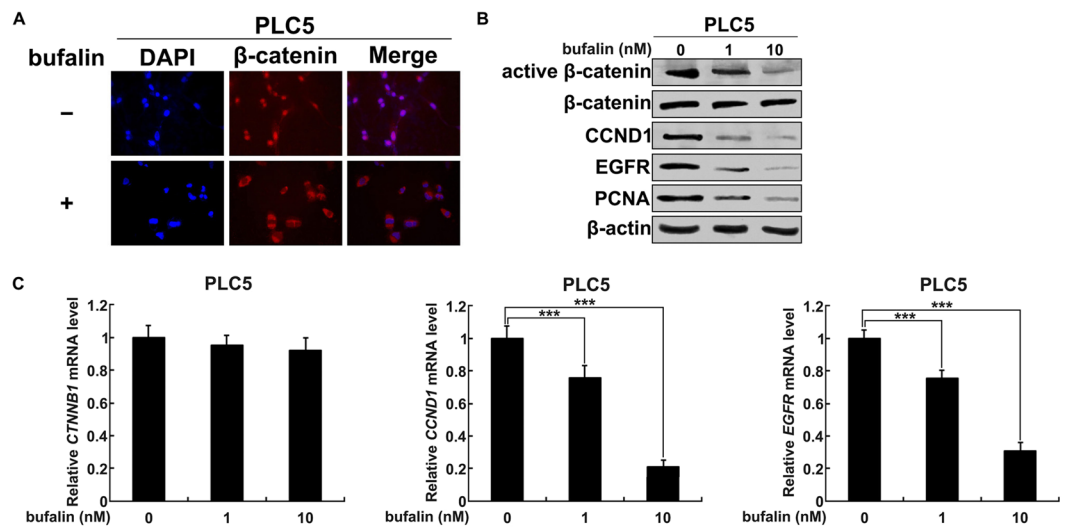 A
PLC5
bufalin DAPI β-catenin Merge
−
+
B
PLC5
bufalin (nM) 0 1 10
active β-catenin
β-catenin
CCND1
EGFR
PCNA
β-actin
C
PLC5
Relative CTNNB1 mRNA level
1.2
1
0.8
0.6
0.4
0.2
0
bufalin (nM) 0 1 10
PLC5
Relative CCND1 mRNA level
1.2
1
0.8
0.6
0.4
0.2
0
***
***
bufalin (nM) 0 1 10
PLC5
Relative EGFR mRNA level
1.2
1
0.8
0.6
0.4
0.2
0
***
***
bufalin (nM) 0 1 10